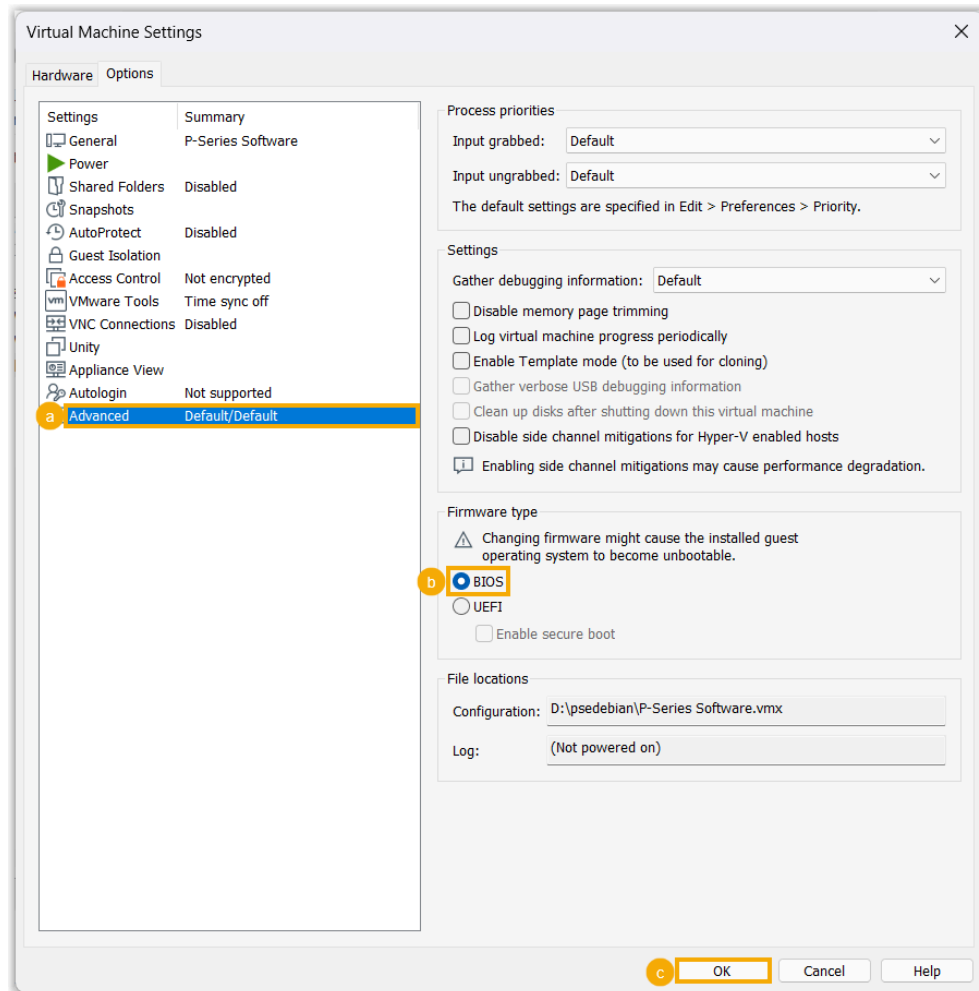 Virtual Machine Settings
Hardware Options
Settings Summary
General P-Series Software
Power
Shared Folders Disabled
Snapshots
AutoProtect Disabled
Guest Isolation
Access Control Not encrypted
vm VMware Tools Time sync off
VNC Connections Disabled
Unity
Appliance View
Autologin Not supported
a Advanced Default/Default
Process priorities
Input grabbed: Default
Input ungrabbed: Default
The default settings are specified in Edit > Preferences > Priority.
Settings
Gather debugging information: Default
Disable memory page trimming
Log virtual machine progress periodically
Enable Template mode (to be used for cloning)
Gather verbose USB debugging information
Clean up disks after shutting down this virtual machine
Disable side channel mitigations for Hyper-V enabled hosts
Enabling side channel mitigations may cause performance degradation.
Firmware type
Changing firmware might cause the installed guest
operating system to become unbootable.
b BIOS
UEFI
Enable secure boot
File locations
Configuration: D:\psedebian\P-Series Software.vmx
Log: (Not powered on)
c OK Cancel Help